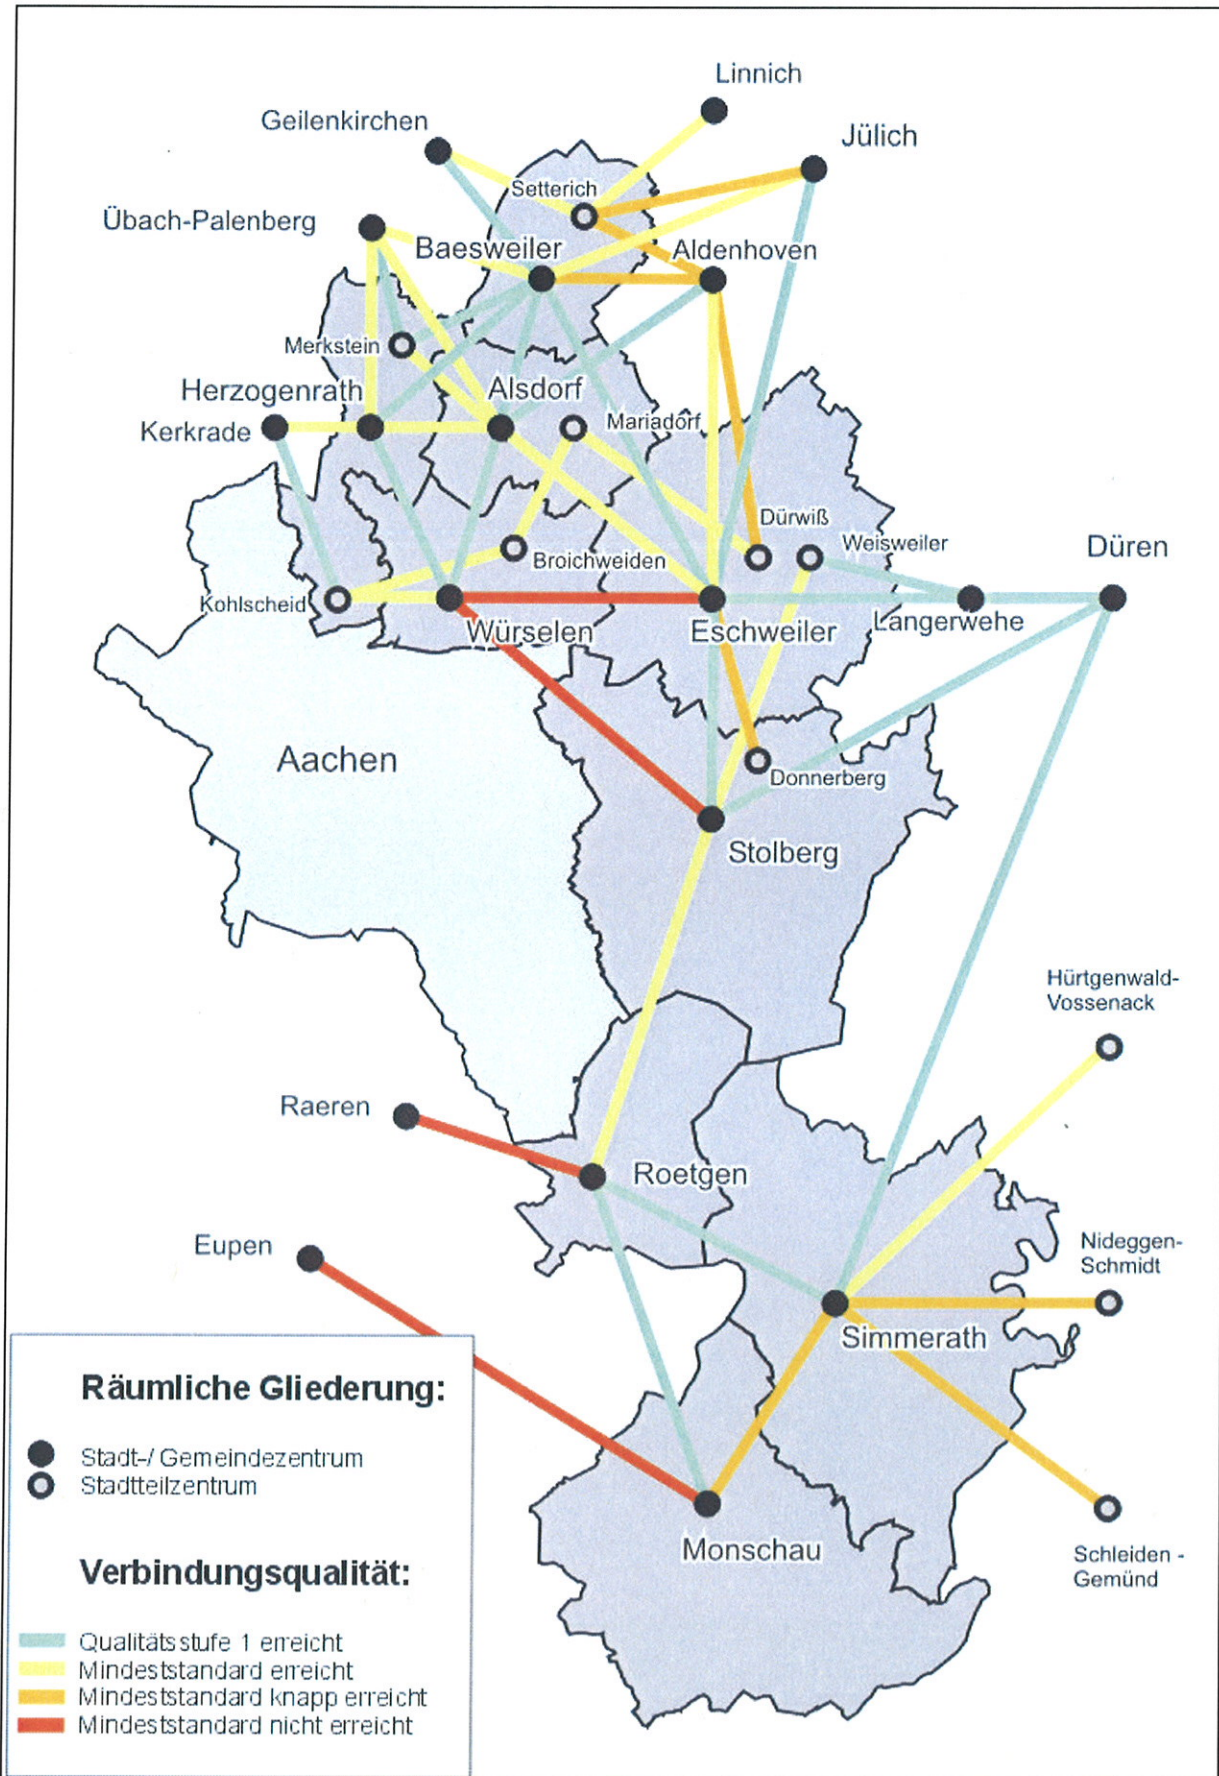 Linnich
Geilenkirchen
Jülich
Setterich
Übach-Palenberg
Baesweiler
Aldenhoven
Merkstein
Herzogenrath
Alsdorf
Mariadorf
Kerkrade
Dürwiß
Weisweiler
Düren
Broichweiden
Kohlscheid
Würselen
Eschweiler
Langerwehe
Aachen
Donnerberg
Stolberg
Hürtgenwald-
Vossenack
Raeren
Roetgen
Eupen
Nideggen-
Schmidt
Simmerath
Räumliche Gliederung:
Stadt-/ Gemeindezentrum
Stadtteilzentrum
Monschau
Schleiden -
Gemünd
Verbindungsqualität:
Qualitätsstufe 1 erreicht
Mindeststandard erreicht
Mindeststandard knapp erreicht
Mindeststandard nicht erreicht